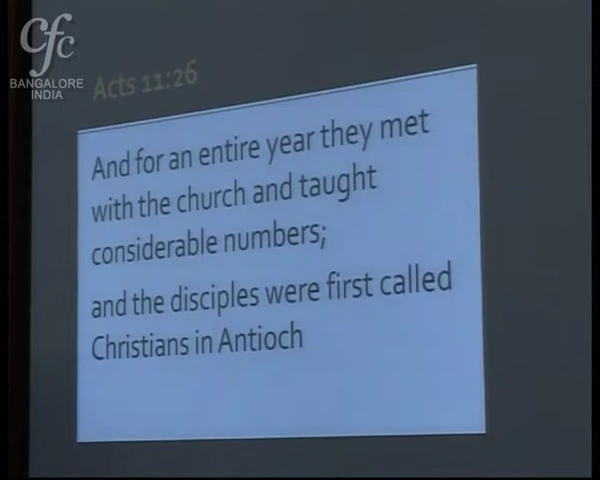 cfc
BANGALORE
INDIA
Acts 11:26
And for an entire year they met
with the church and taught
considerable numbers;
and the disciples were first called
Christians in Antioch